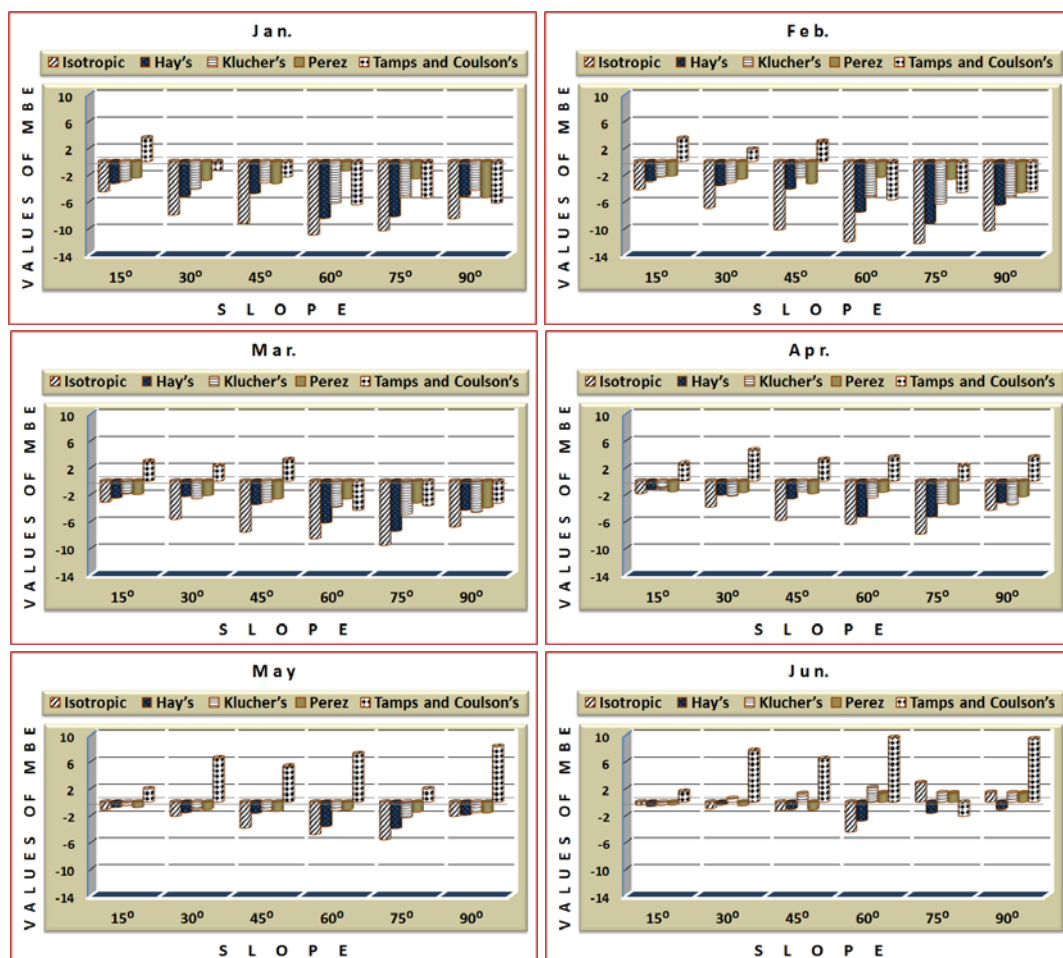 Jan.
Isotropic Hay's Klucher's Perez Tamps and Coulson's
VALUES OF MBE
10
6
2
-2
-6
-10
-14
15º 30º 45º 60º 75º 90º
SLOPE
Feb.
Isotropic Hay's Klucher's Perez Tamps and Coulson's
VALUES OF MBE
10
6
2
-2
-6
-10
-14
15º 30º 45º 60º 75º 90º
SLOPE
Mar.
Isotropic Hay's Klucher's Perez Tamps and Coulson's
VALUES OF MBE
10
6
2
-2
-6
-10
-14
15º 30º 45º 60º 75º 90º
SLOPE
Apr.
Isotropic Hay's Klucher's Perez Tamps and Coulson's
VALUES OF MBE
10
6
2
-2
-6
-10
-14
15º 30º 45º 60º 75º 90º
SLOPE
May
Isotropic Hay's Klucher's Perez Tamps and Coulson's
VALUES OF MBE
10
6
2
-2
-6
-10
-14
15º 30º 45º 60º 75º 90º
SLOPE
Jun.
Isotropic Hay's Klucher's Perez Tamps and Coulson's
VALUES OF MBE
10
6
2
-2
-6
-10
-14
15º 30º 45º 60º 75º 90º
SLOPE